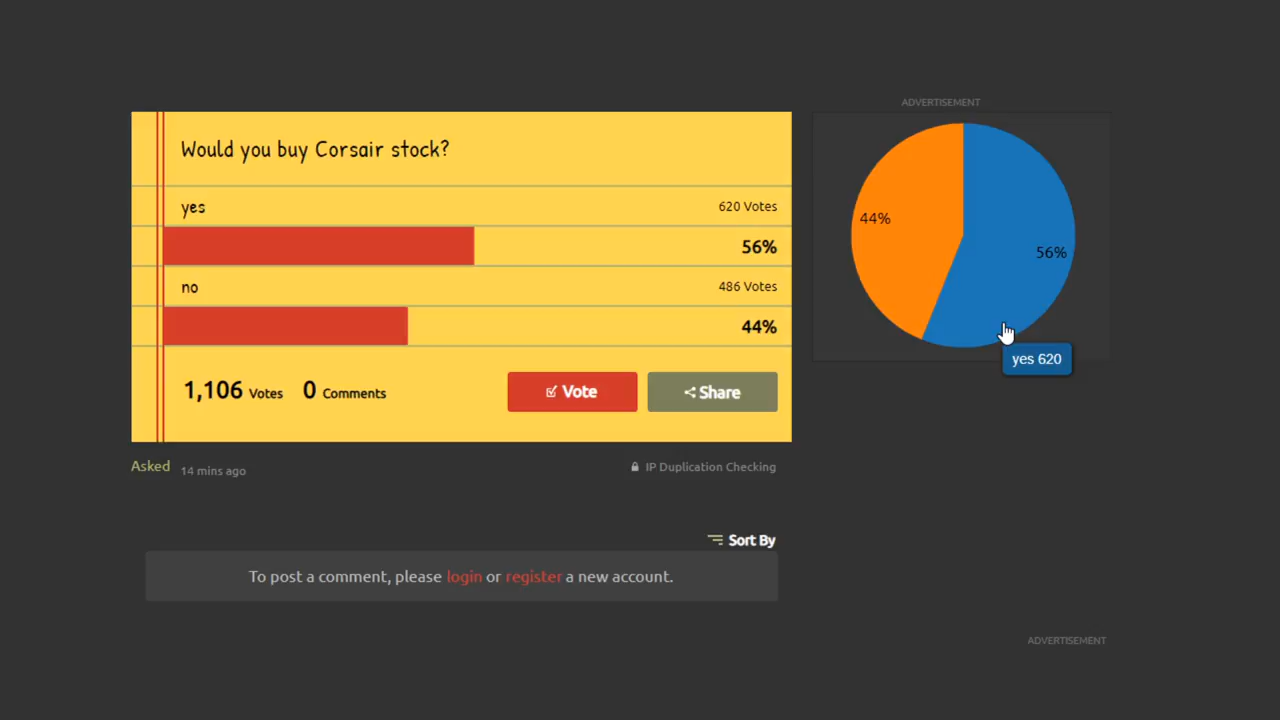 ADVERTISEMENT
Would you buy Corsair stock?
yes
620 Votes
56%
no
486 Votes
44%
1,106 Votes 0 Comments
Vote
Share
Asked 14 mins ago
IP Duplication Checking
44%
56%
yes 620
Sort By
To post a comment, please login or register a new account.
ADVERTISEMENT